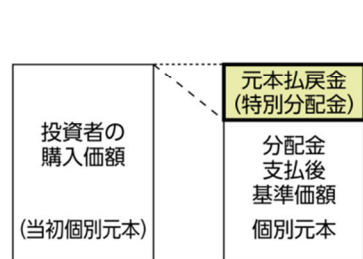 投資者の
購入価額
(当初個別元本)
元本払戻金
(特別分配金)
分配金
支払後
基準価額
個別元本